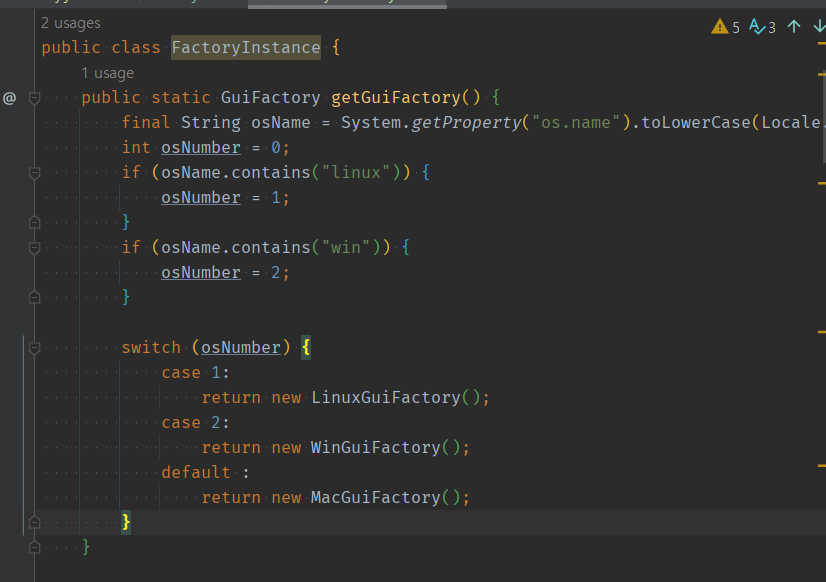 2 usages
public class FactoryInstance {
1 usage
public static GuiFactory getGuiFactory() {
final String osName = System.getProperty("os.name").toLowerCase(Locale.
int osNumber = 0;
if (osName.contains("linux")) {
osNumber = 1;
}
if (osName.contains("win")) {
osNumber = 2;
}
switch (osNumber) {
case 1:
return new LinuxGuiFactory();
case 2:
return new WinGuiFactory();
default :
return new MacGuiFactory();
}
}
5 3
@